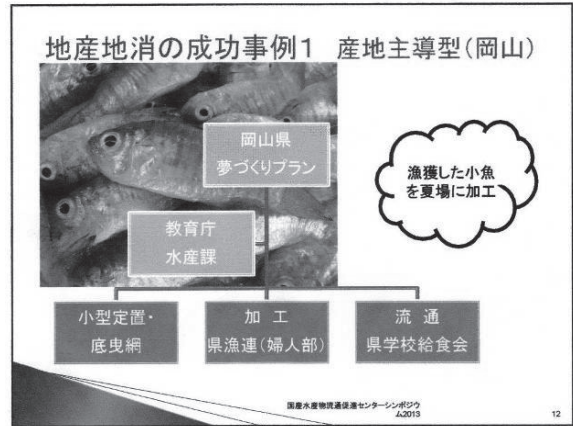 地産地消の成功事例1 産地主導型(岡山)
岡山県
夢づくりプラン
漁獲した小魚
を夏場に加工
教育庁
水産課
小型定置・
底曳網
加 工
県漁連(婦人部)
流 通
県学校給食会
国産水産物流通促進センターシンポジウ
ム2013
12